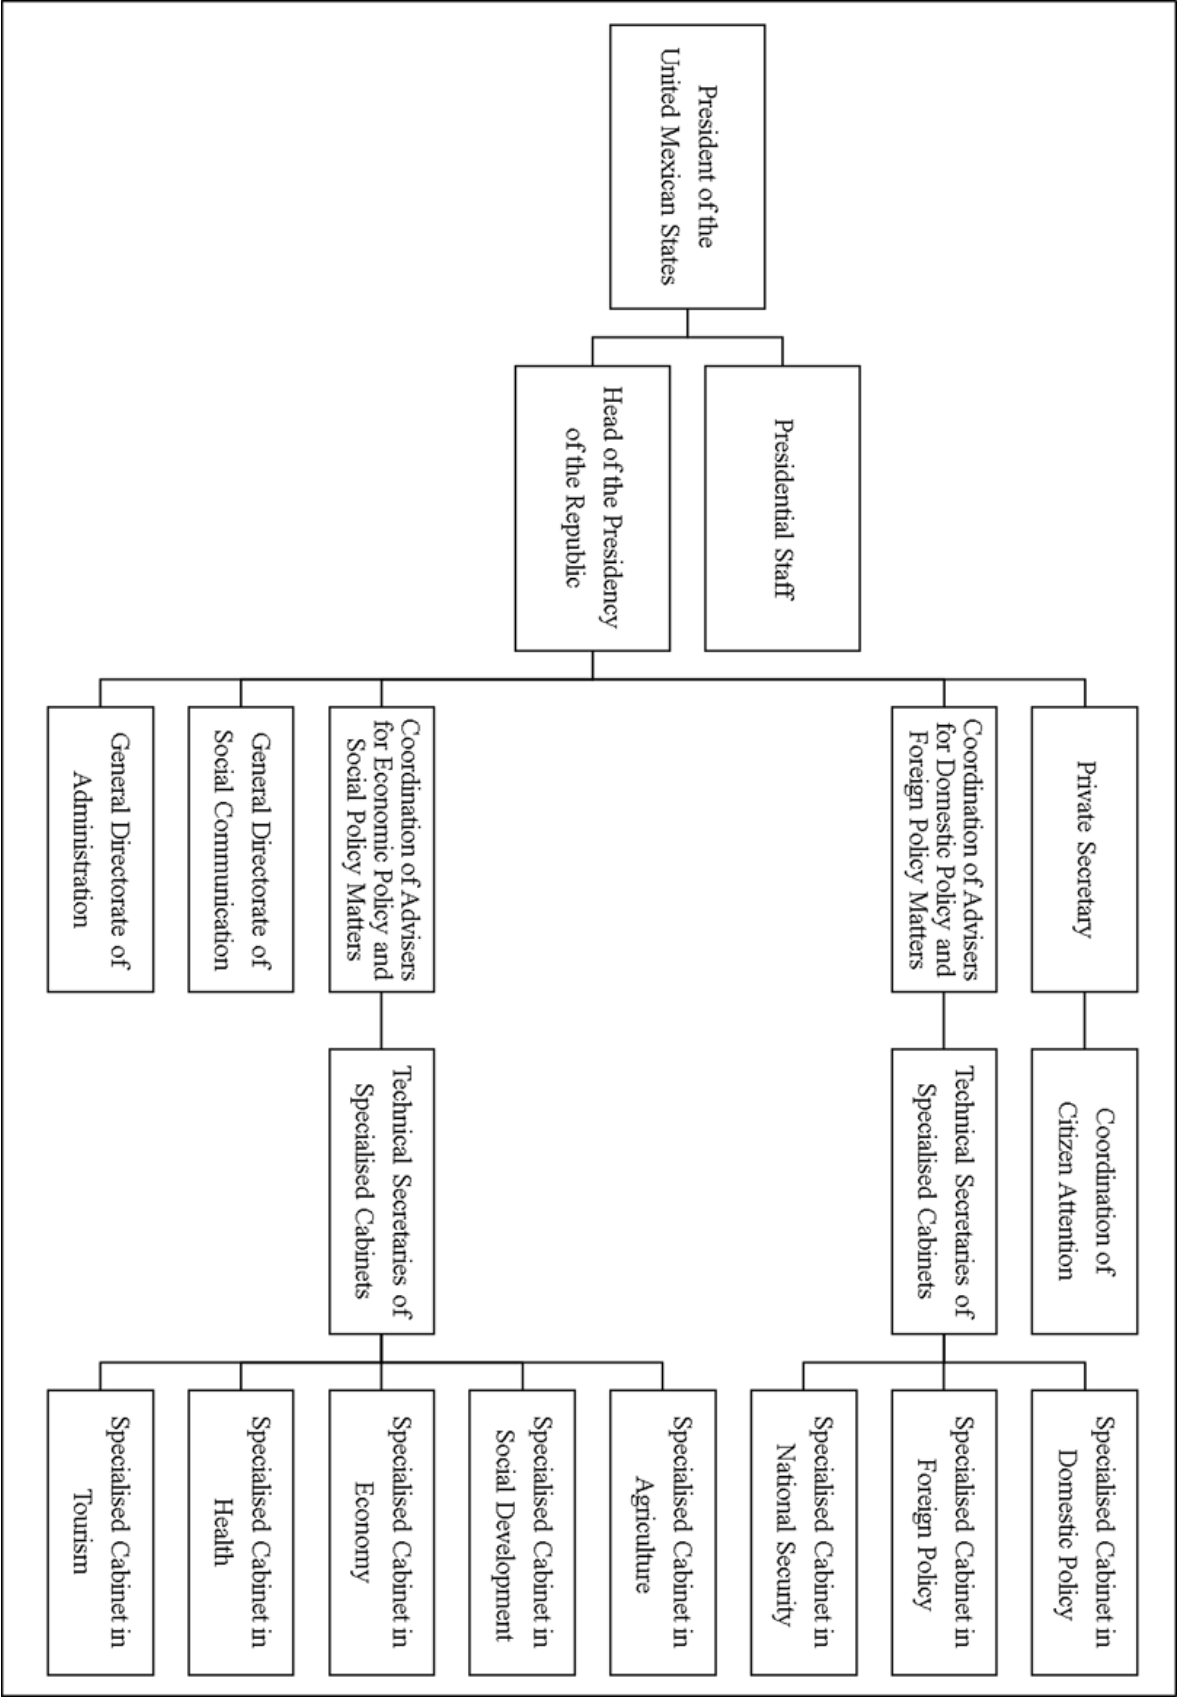 President of the
United Mexican States
Presidential Staff
Head of the Presidency
of the Republic
Private Secretary
Coordination of Advisers
for Domestic Policy and
Foreign Policy Matters
Coordination of Advisers
for Economic Policy and
Social Policy Matters
General Directorate of
Social Communication
General Directorate of
Administration
Coordination of
Citizen Attention
Technical Secretaries of
Specialised Cabinets
Technical Secretaries of
Specialised Cabinets
Specialised Cabinet in
Domestic Policy
Specialised Cabinet in
Foreign Policy
Specialised Cabinet in
National Security
Specialised Cabinet in
Agriculture
Specialised Cabinet in
Social Development
Specialised Cabinet in
Economy
Specialised Cabinet in
Health
Specialised Cabinet in
Tourism